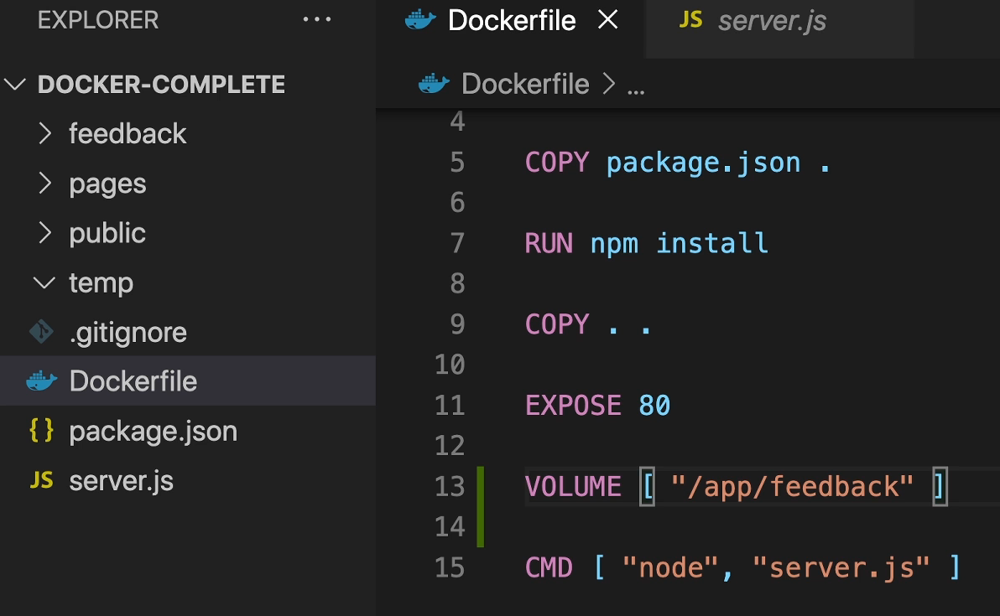 EXPLORER ...
DOCKER-COMPLETE
feedback
pages
public
temp
.gitignore
Dockerfile
{} package.json
JS server.js
Dockerfile
JS server.js
Dockerfile > ...
4
5 COPY package.json .
6
7 RUN npm install
8
9 COPY . .
10
11 EXPOSE 80
12
13 VOLUME [ "/app/feedback" ]
14
15 CMD [ "node", "server.js" ]